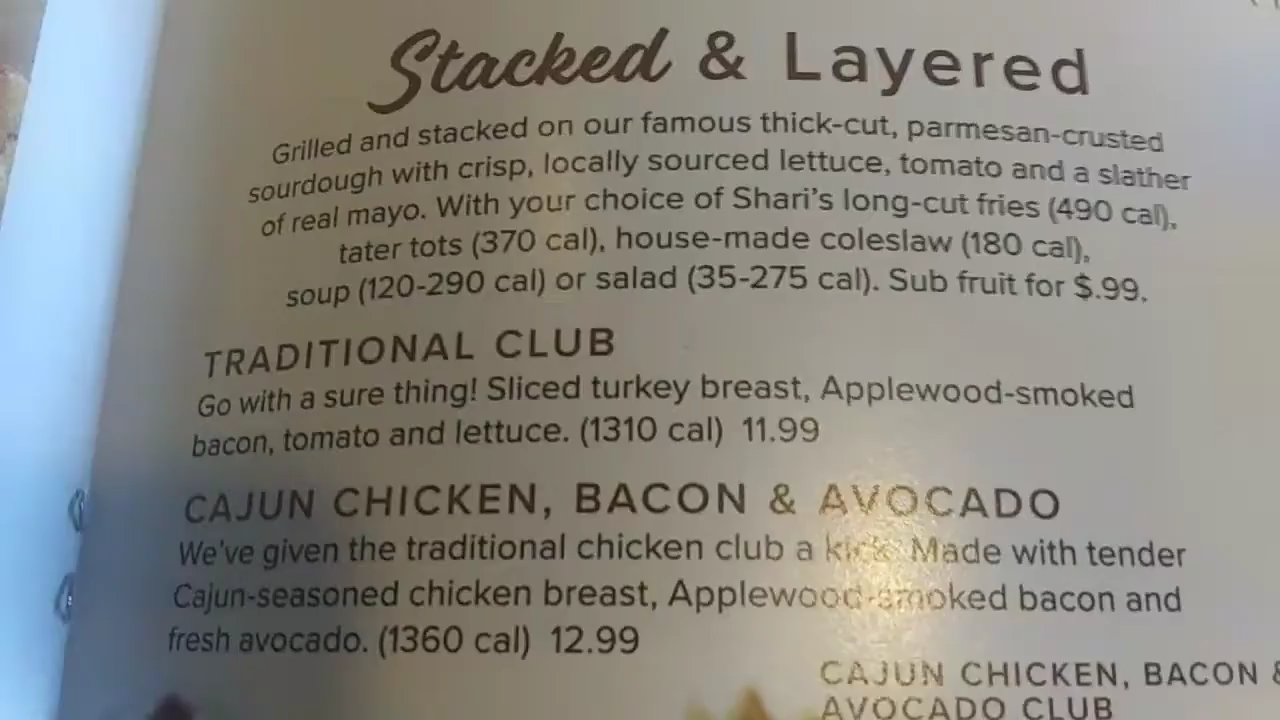 Stacked & Layered
Grilled and stacked on our famous thick-cut, parmesan-crusted
sourdough with crisp, locally sourced lettuce, tomato and a slather
of real mayo. With your choice of Shari's long-cut fries (490 cal),
tater tots (370 cal), house-made coleslaw (180 cal),
soup (120-290 cal) or salad (35-275 cal). Sub fruit for $.99.
TRADITIONAL CLUB
Go with a sure thing! Sliced turkey breast, Applewood-smoked
bacon, tomato and lettuce. (1310 cal) 11.99
CAJUN CHICKEN, BACON & AVOCADO
We've given the traditional chicken club a kick. Made with tender
Cajun-seasoned chicken breast, Applewood-smoked bacon and
fresh avocado. (1360 cal) 12.99
CAJUN CHICKEN, BACON &
AVOCADO CLUB